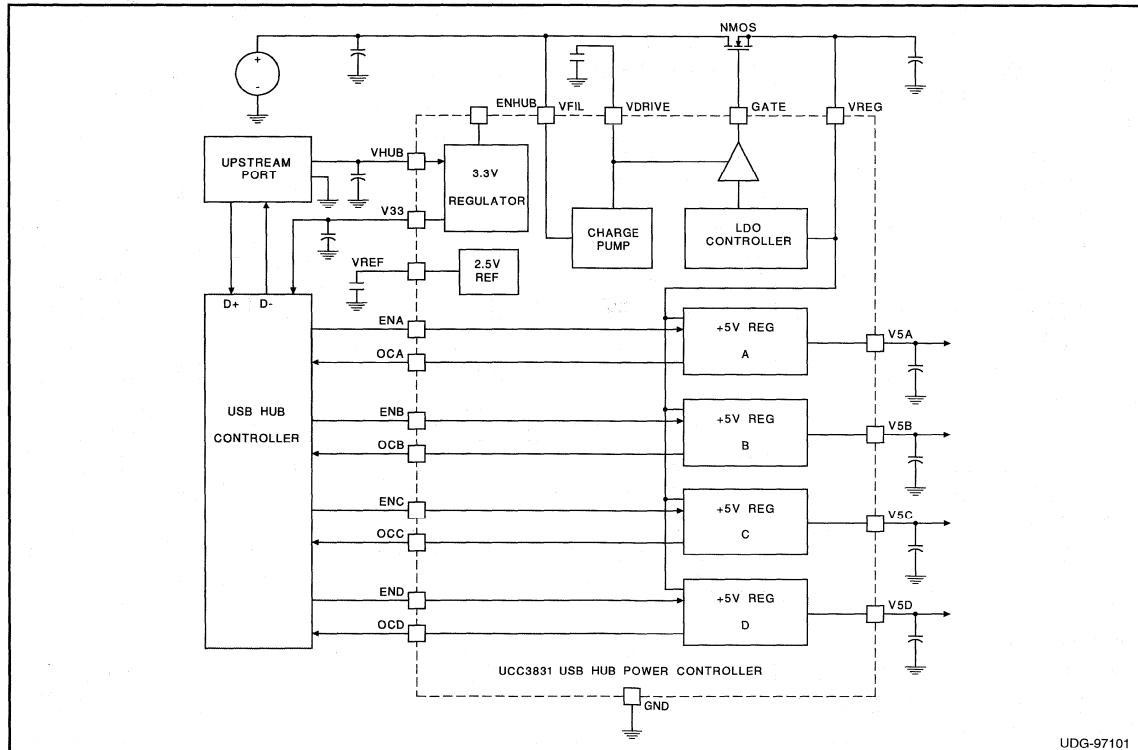 NMOS
+
-
ENHUB
VFIL
VDRIVE
GATE
VREG
UPSTREAM
PORT
VHUB
3.3V
REGULATOR
V33
CHARGE
PUMP
LDO
CONTROLLER
VREF
2.5V
REF
D+
D-
USB HUB
CONTROLLER
ENA
OCA
+5V REG
A
V5A
ENB
OCB
+5V REG
B
V5B
ENC
OCC
+5V REG
C
V5C
END
OCD
+5V REG
D
V5D
UCC3831 USB HUB POWER CONTROLLER
GND
UDG-97101